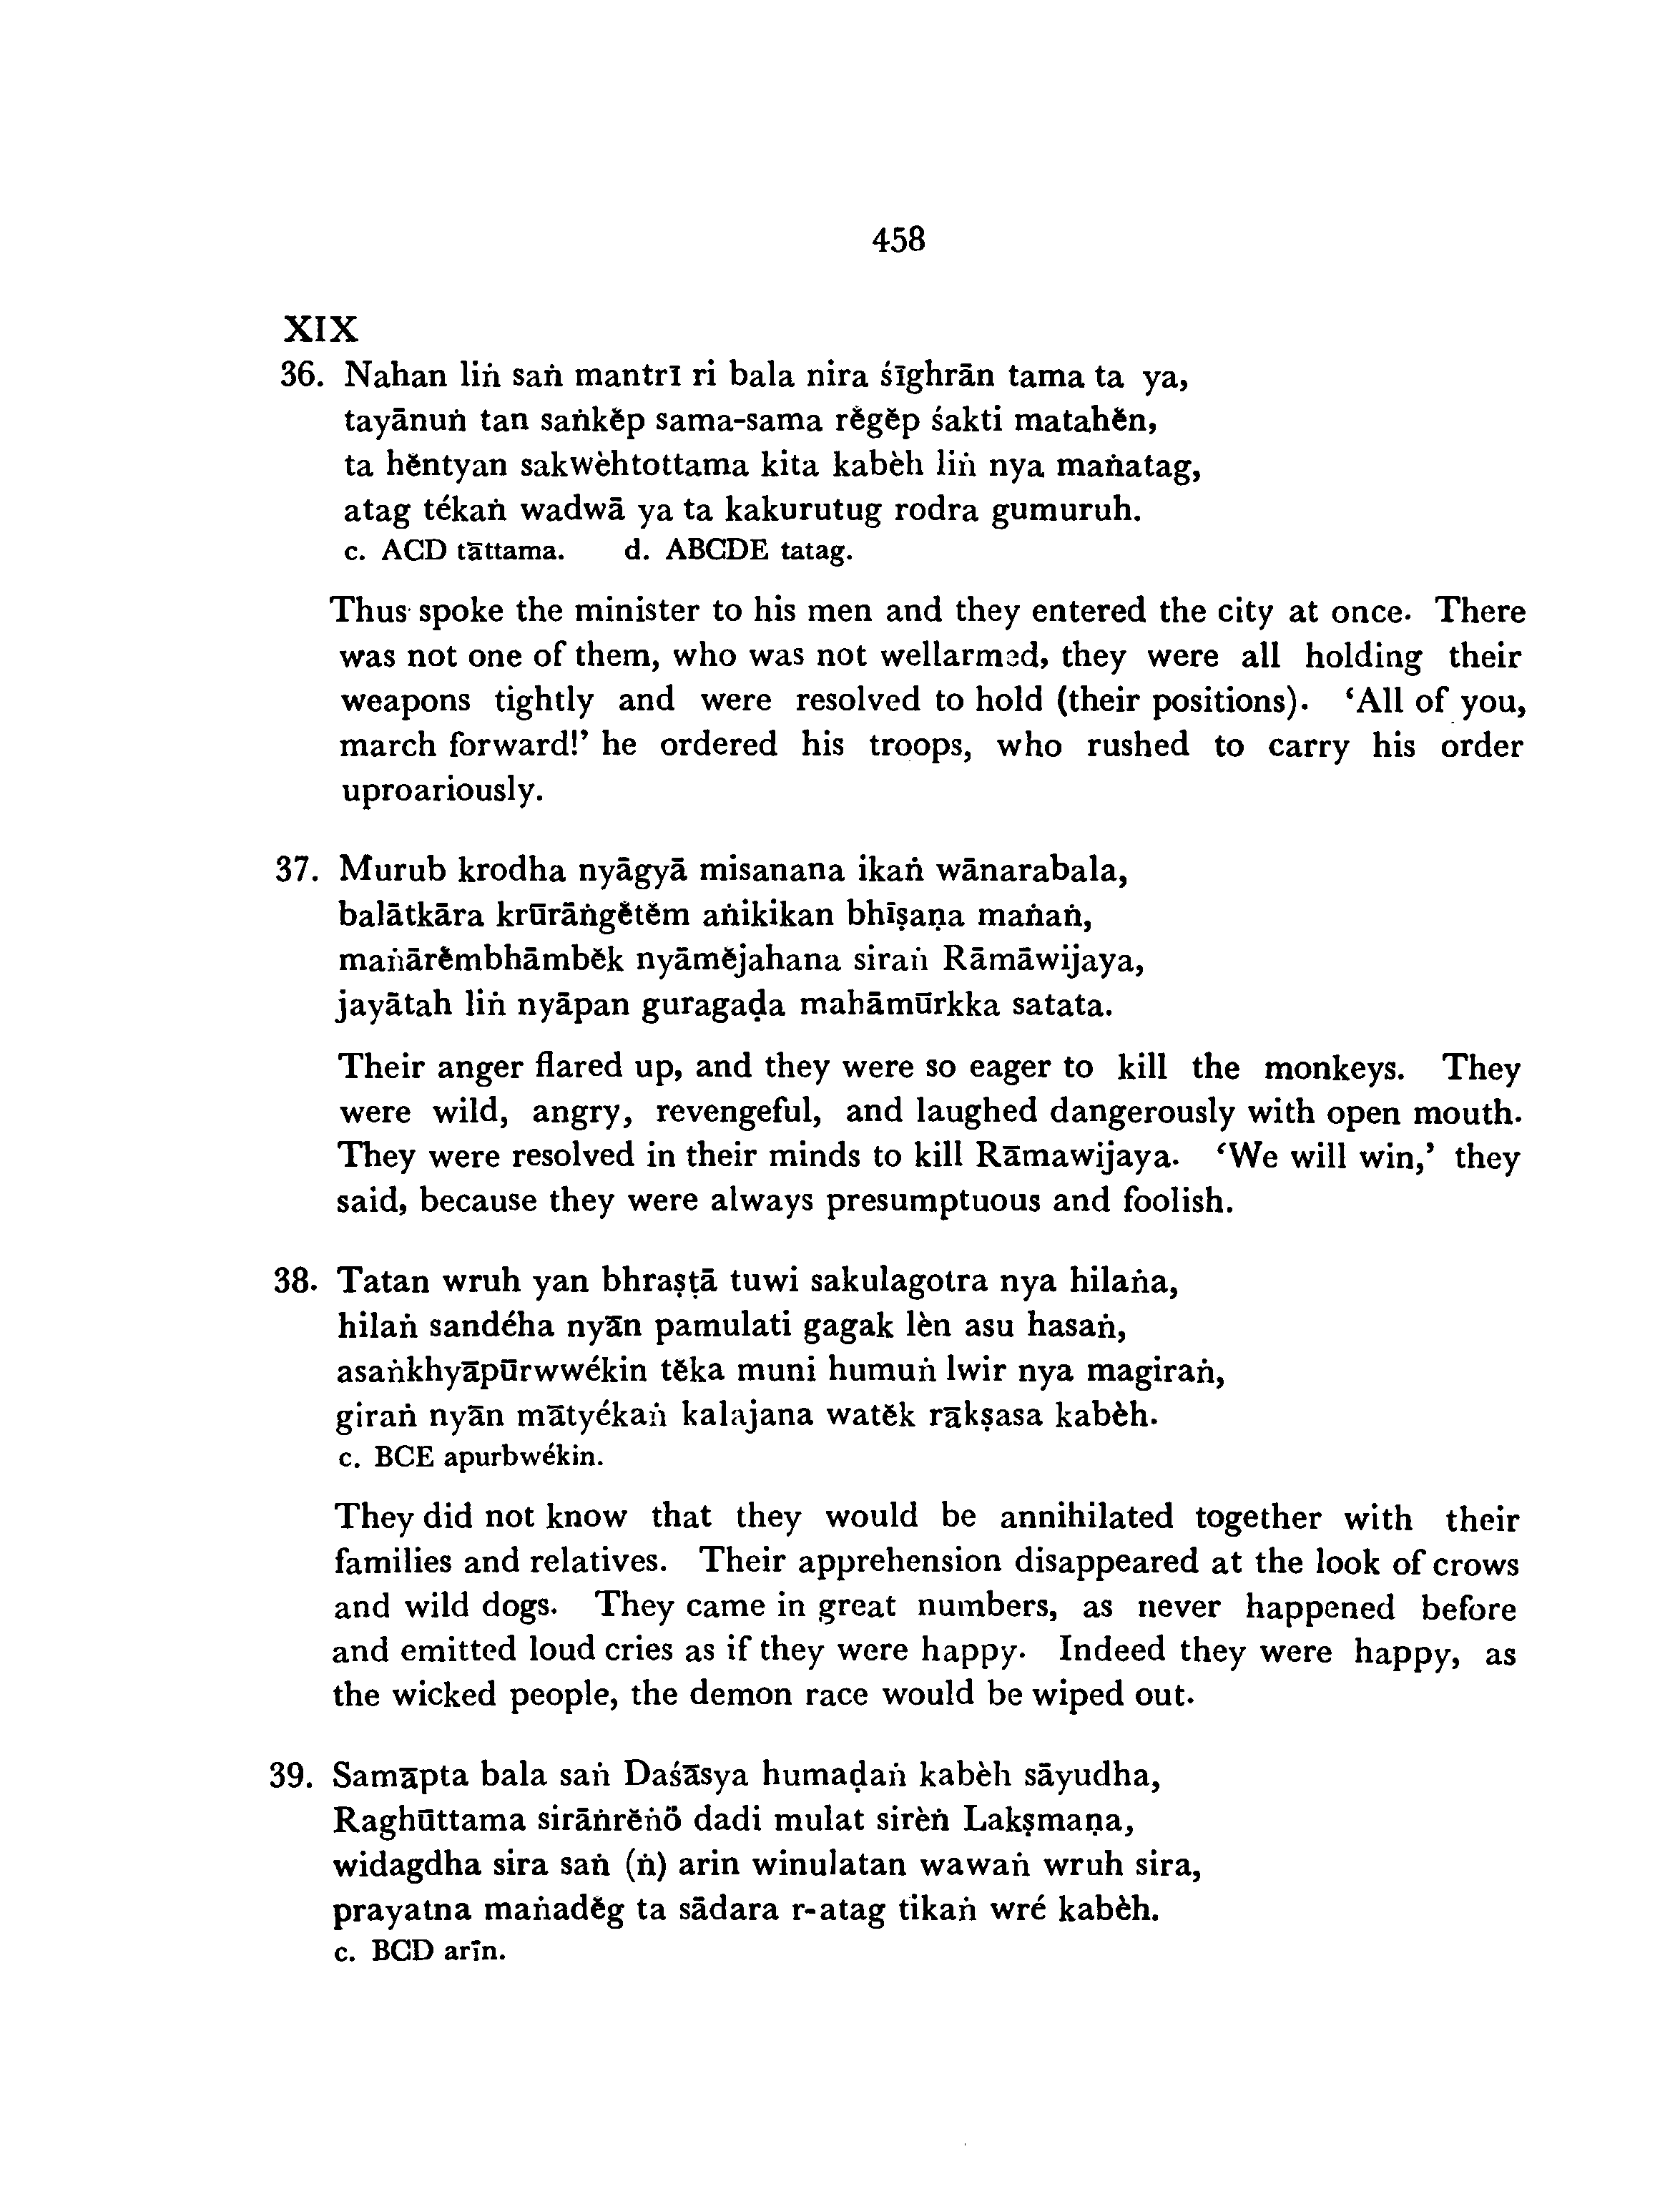 458
XIX
36. Nahan liṅ saṅ mantrī ri bala nira śīghrān tama ta ya,
tayānuṅ tan saṅkĕp sama-sama rĕgĕp śakti matahĕn,
ta hĕntyan sakwèhtottama kita kabèh liṅ nya maṅatag,
atag tékaṅ wadwā ya ta kakurutug rodra gumuruh.
c. ACD tāttama. d. ABCDE tatag.
Thus spoke the minister to his men and they entered the city at once. There
was not one of them, who was not wellarmed, they were all holding their
weapons tightly and were resolved to hold (their positions). ‘All of you,
march forward!’ he ordered his troops, who rushed to carry his order
uproariously.
37. Murub krodha nyāgyā misanana ikaṅ wānarabala,
balātkāra krūrāṅgĕtĕm aṅikikan bhīṣaṇa maṅaṅ,
maṅārĕmbhāmbĕk nyāmĕjahana siraṅ Rāmāwijaya,
jayātah liṅ nyāpan guragaḍa mahāmūrkka satata.
Their anger flared up, and they were so eager to kill the monkeys. They
were wild, angry, revengeful, and laughed dangerously with open mouth.
They were resolved in their minds to kill Rāmawijaya. ‘We will win,’ they
said, because they were always presumptuous and foolish.
38. Tatan wruh yan bhraṣṭā tuwi sakulagotra nya hilaṅa,
hilaṅ sandéha nyān pamulati gagak lèn asu hasaṅ,
asaṅkhyāpūrwwékin tĕka muni humuṅ lwir nya magiraṅ,
giraṅ nyān mātyékaṅ kalajana watĕk rākṣasa kabèh.
c. BCE apurbwékin.
They did not know that they would be annihilated together with their
families and relatives. Their apprehension disappeared at the look of crows
and wild dogs. They came in great numbers, as never happened before
and emitted loud cries as if they were happy. Indeed they were happy, as
the wicked people, the demon race would be wiped out.
39. Samāpta bala saṅ Daśāsya humaḍaṅ kabèh sāyudha,
Raghūttama sirāṅrĕṅö dadi mulat sirèṅ Lakṣmaṇa,
widagdha sira saṅ (ṅ) arin winulatan wawaṅ wruh sira,
prayatna maṅadĕg ta sādara r-atag tikaṅ wré kabèh.
c. BCD arīn.